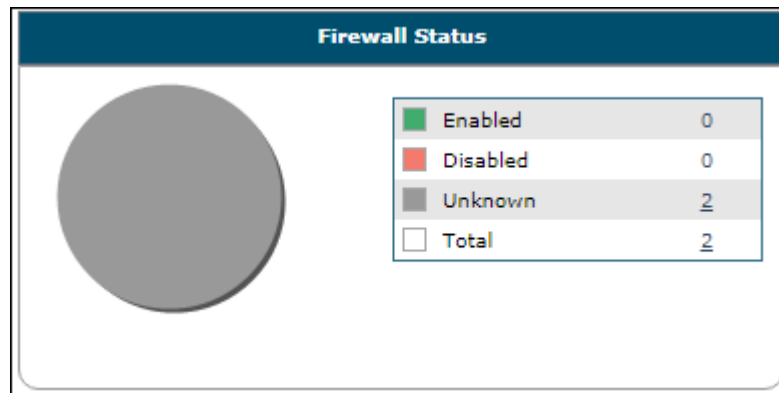 Firewall Status
Enabled 0
Disabled 0
Unknown 2
Total 2